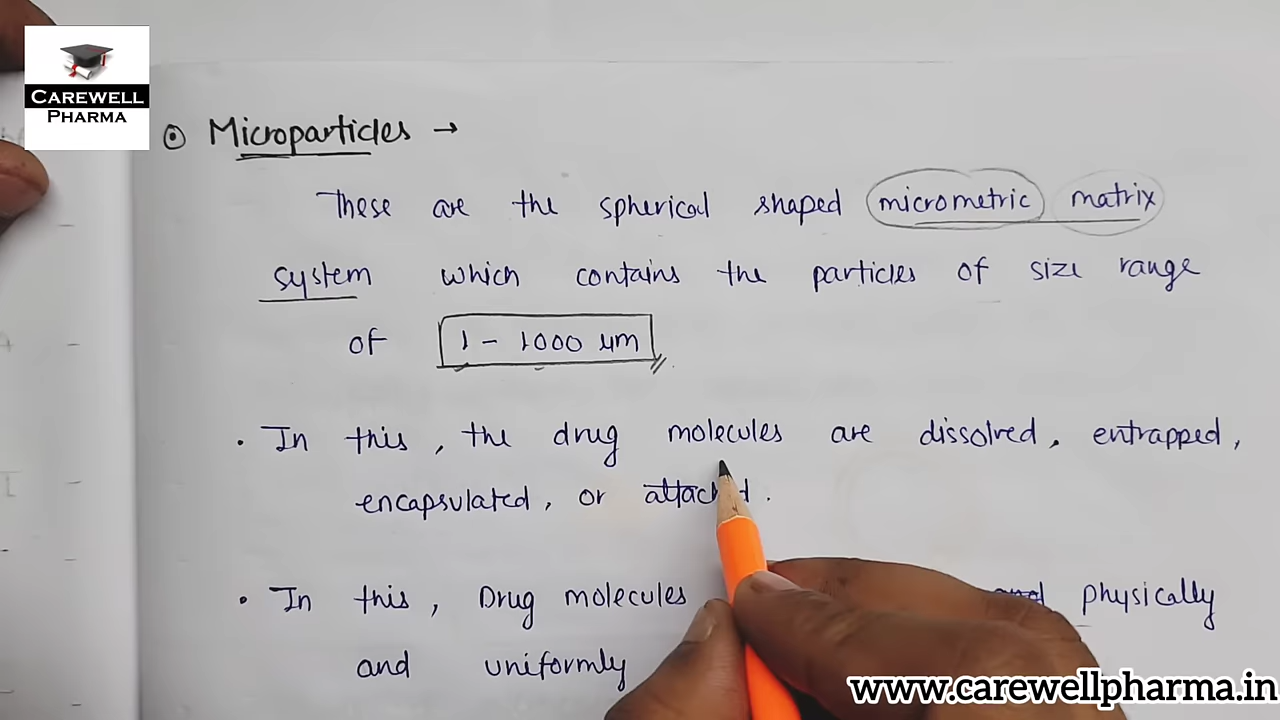 CAREWELL
PHARMA
Microparticles →
These are the spherical shaped micrometric matrix
system which contains the particles of size range
of 1 - 1000 μm
• In this, the drug molecules are dissolved, entrapped,
encapsulated, or attached.
• In this, Drug molecules and physically
and uniformly
www.carewellpharma.in